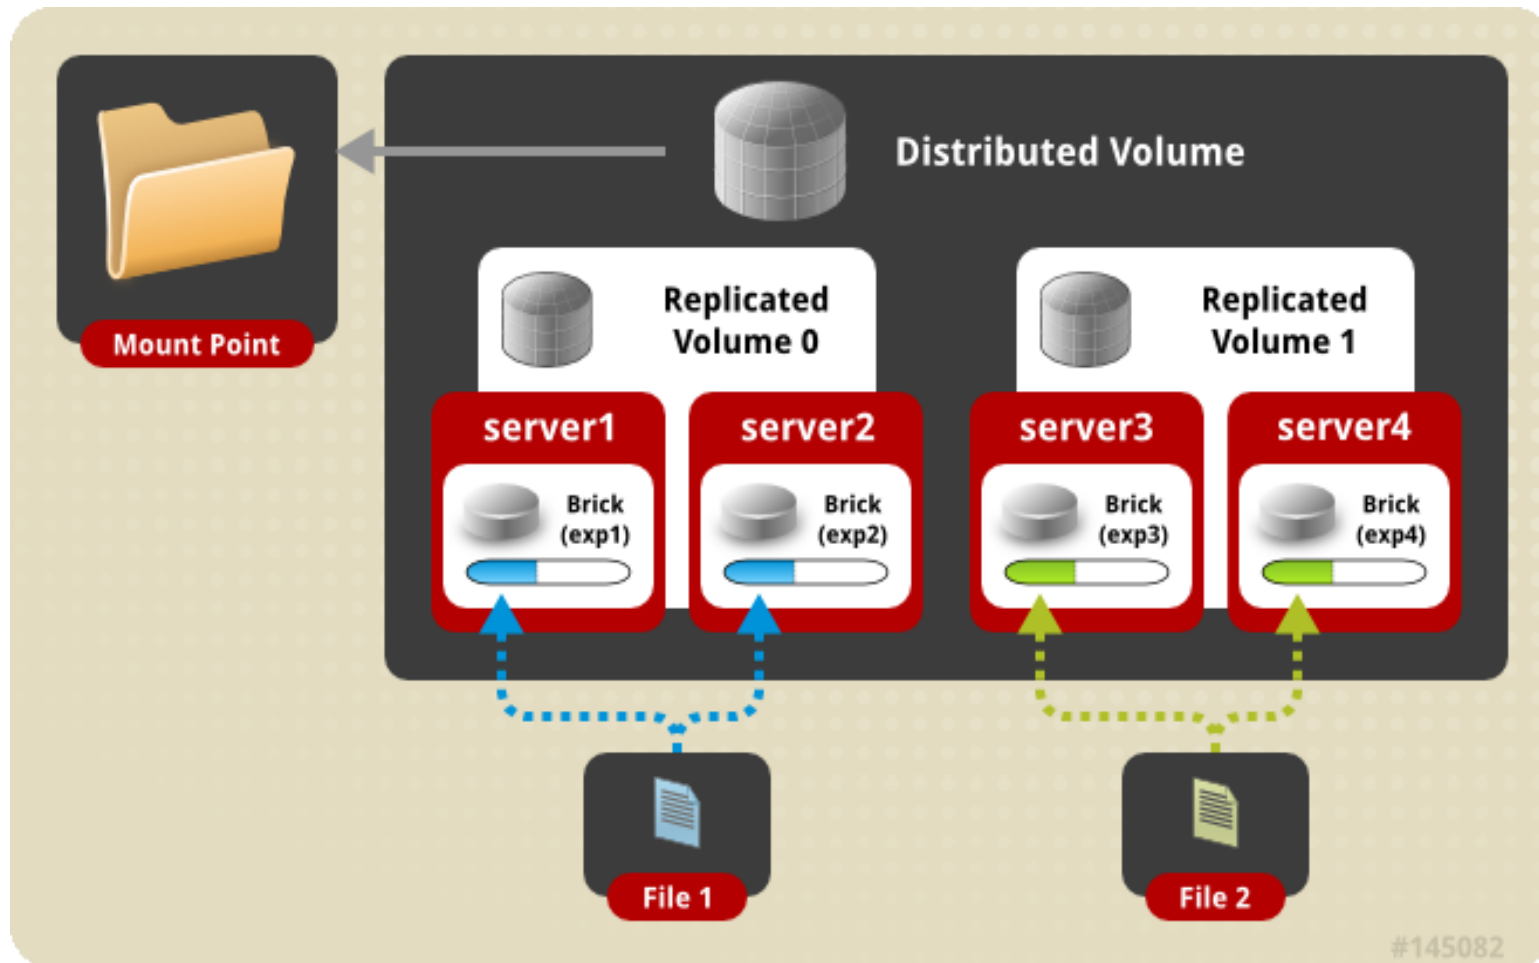 Distributed Volume
Mount Point
Replicated
Volume 0
Replicated
Volume 1
server1
server2
server3
server4
Brick
(exp1)
Brick
(exp2)
Brick
(exp3)
Brick
(exp4)
File 1
File 2
#145082